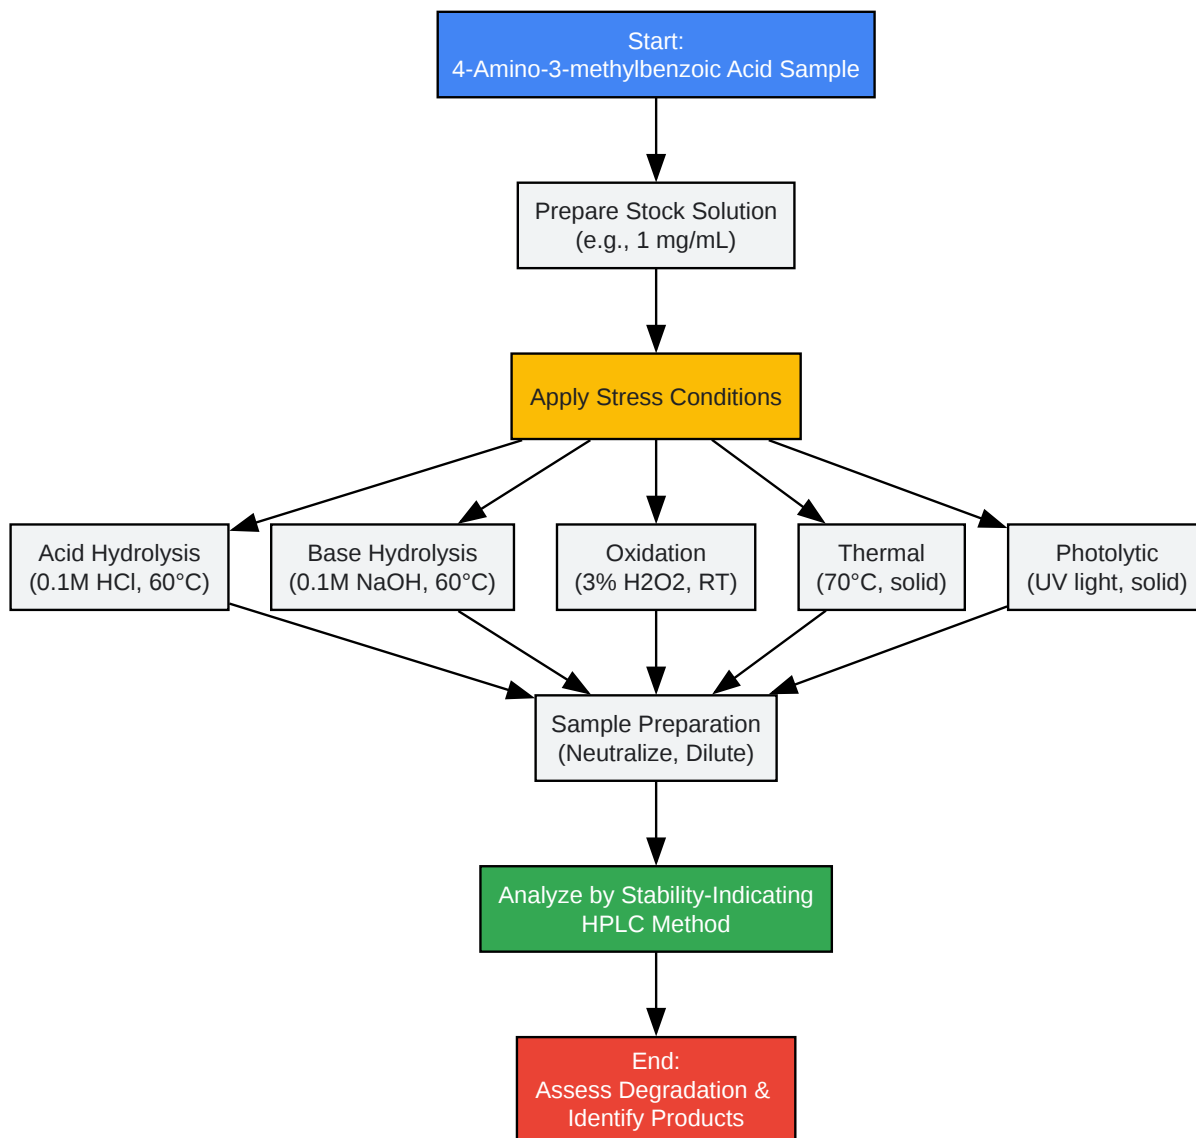 Start:
4-Amino-3-methylbenzoic Acid Sample
Prepare Stock Solution
(e.g., 1 mg/mL)
Apply Stress Conditions
Acid Hydrolysis
(0.1M HCl, 60°C)
Base Hydrolysis
(0.1M NaOH, 60°C)
Oxidation
(3% H2O2, RT)
Thermal
(70°C, solid)
Photolytic
(UV light, solid)
Sample Preparation
(Neutralize, Dilute)
Analyze by Stability-Indicating
HPLC Method
End:
Assess Degradation &
Identify Products